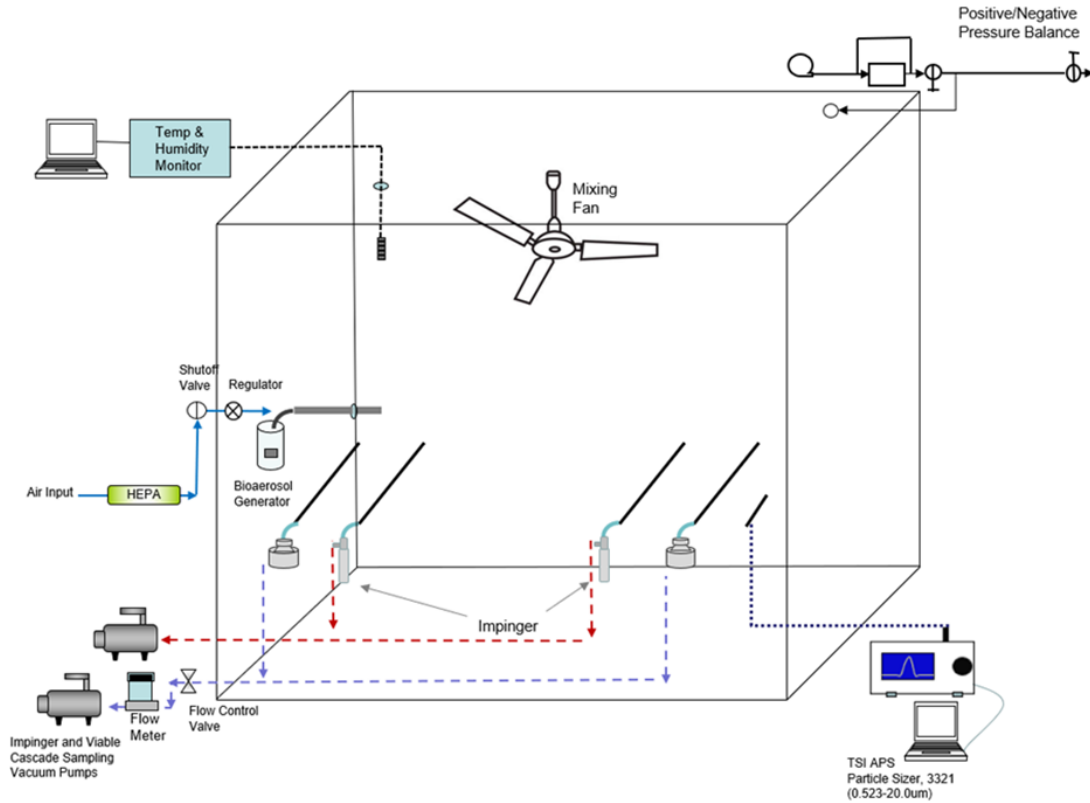 Positive/Negative
Pressure Balance
Temp &
Humidity
Monitor
Mixing
Fan
Shutoff
Valve
Regulator
Bioaerosol
Generator
Air Input
HEPA
Impinger
Flow Control
Valve
Flow
Meter
Impinger and Viable
Cascade Sampling
Vacuum Pumps
TSI APS
Particle Sizer, 3321
(0.523-20.0um)